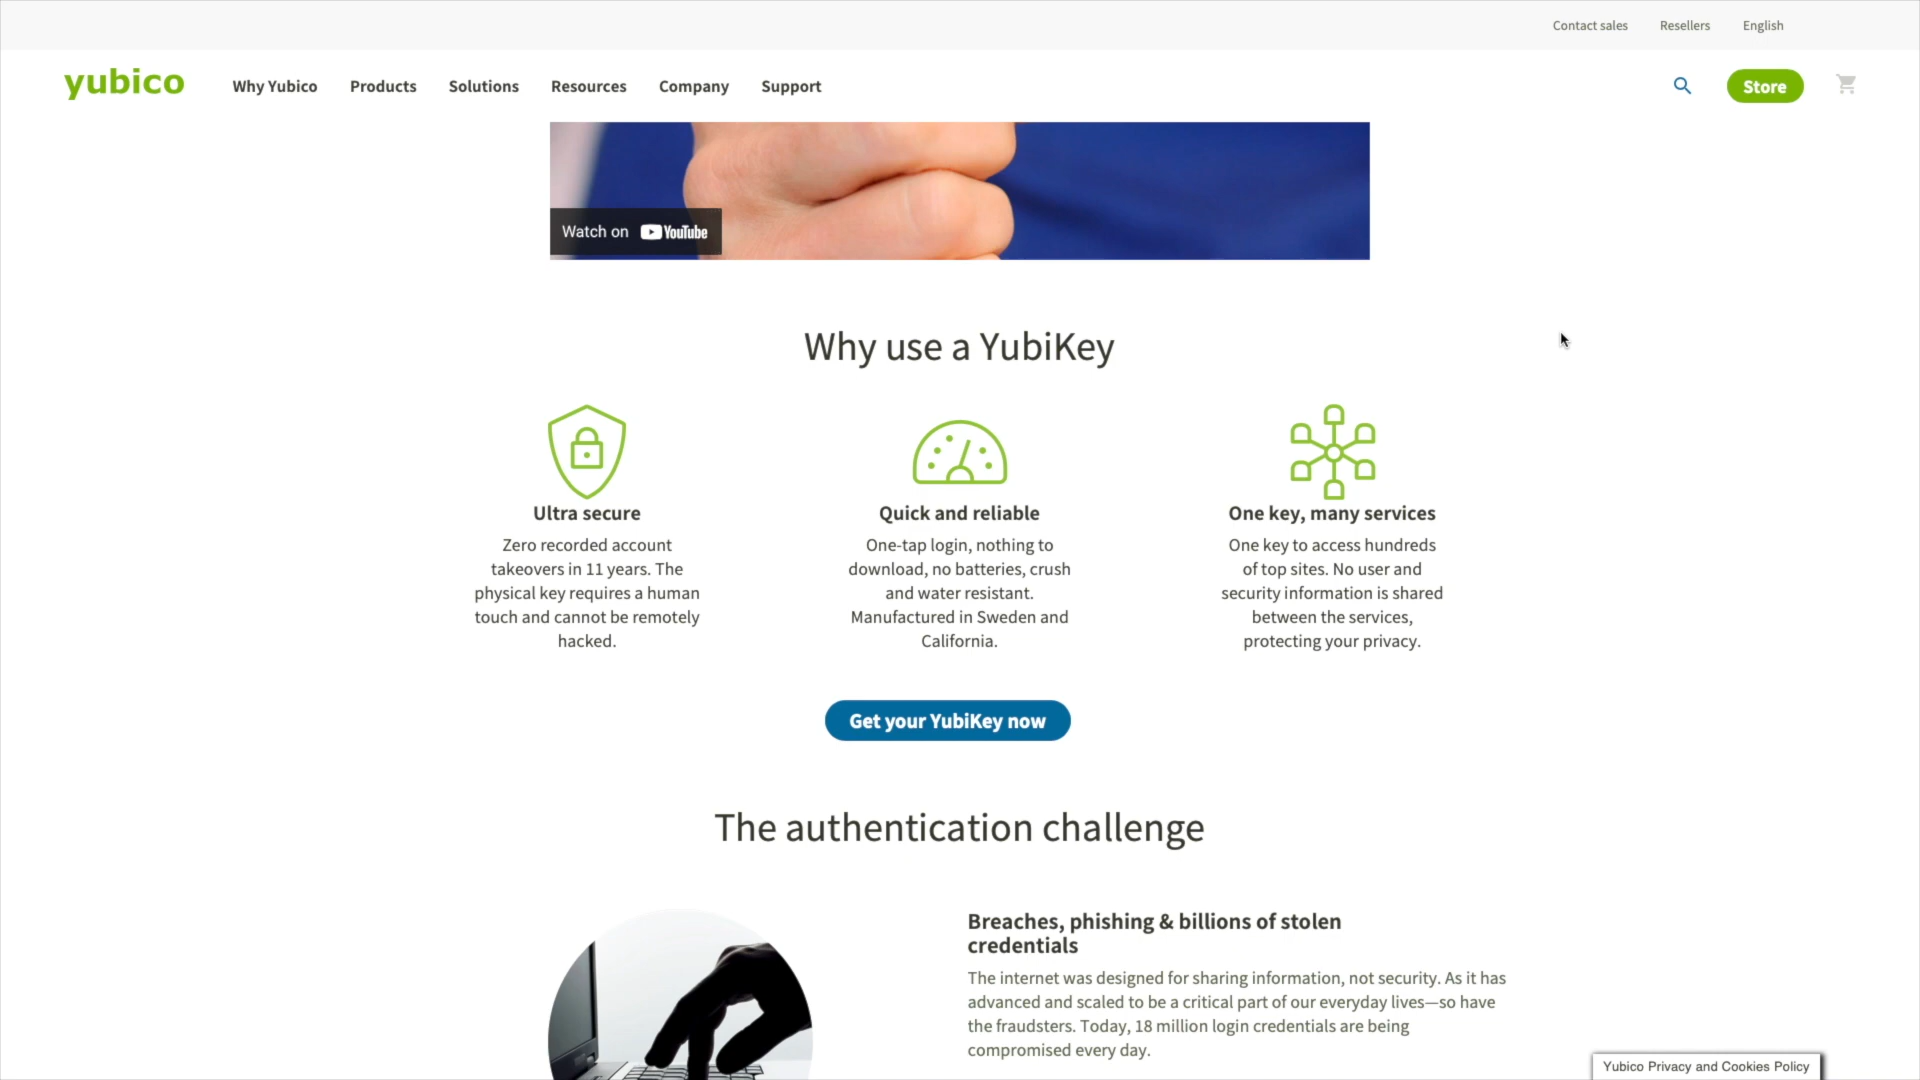 Contact sales Resellers English
yubico Why Yubico Products Solutions Resources Company Support Store
Watch on YouTube
Why use a YubiKey
Ultra secure
Zero recorded account
takeovers in 11 years. The
physical key requires a human
touch and cannot be remotely
hacked.
Quick and reliable
One-tap login, nothing to
download, no batteries, crush
and water resistant.
Manufactured in Sweden and
California.
One key, many services
One key to access hundreds
of top sites. No user and
security information is shared
between the services,
protecting your privacy.
Get your YubiKey now
The authentication challenge
Breaches, phishing & billions of stolen
credentials
The internet was designed for sharing information, not security. As it has
advanced and scaled to be a critical part of our everyday lives—so have
the fraudsters. Today, 18 million login credentials are being
compromised every day.
Yubico Privacy and Cookies Policy